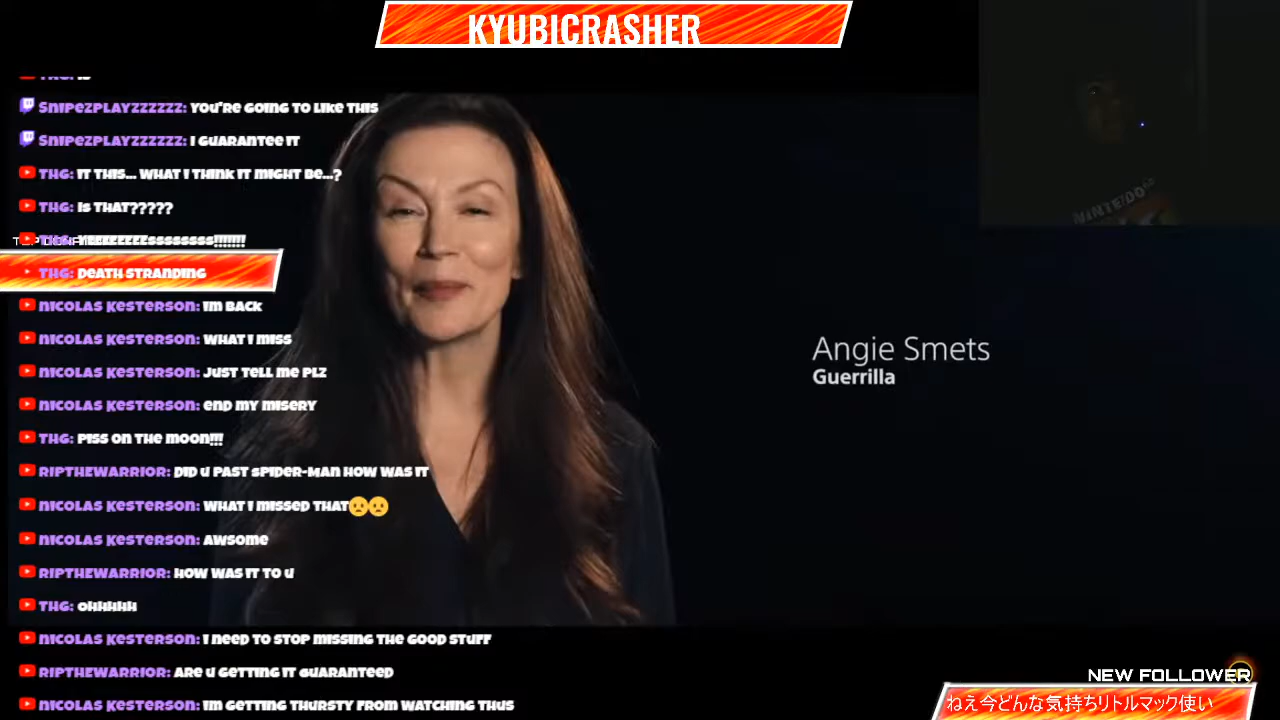 KYUBICRASHER
THG: IS
SNIPEZPLAYZZZZZZ: YOU'RE GOING TO LIKE THIS
SNIPEZPLAYZZZZZZ: I GUARANTEE IT
THG: IT THIS... WHAT I THINK IT MIGHT BE...?
THG: IS THAT?????
THG:
THG: DEATH STRANDING
NICOLAS KESTERSON: IM BACK
NICOLAS KESTERSON: WHAT I MISS
NICOLAS KESTERSON: JUST TELL ME PLZ
NICOLAS KESTERSON: END MY MISERY
THG: PISS ON THE MOON!!!
RIPTHEWARRIOR: DID U PAST SPIDER-MAN HOW WAS IT
NICOLAS KESTERSON: WHAT I MISSED THAT😟😟
NICOLAS KESTERSON: AWSOME
RIPTHEWARRIOR: HOW WAS IT TO U
THG: OHHHHH
NICOLAS KESTERSON: I NEED TO STOP MISSING THE GOOD STUFF
RIPTHEWARRIOR: ARE U GETTING IT GUARANTEED
NICOLAS KESTERSON: IM GETTING THURSTY FROM WATCHING THUS
Angie Smets
Guerrilla
NEW FOLLOWER
ねえ今どんな気持ちリトルマック使い